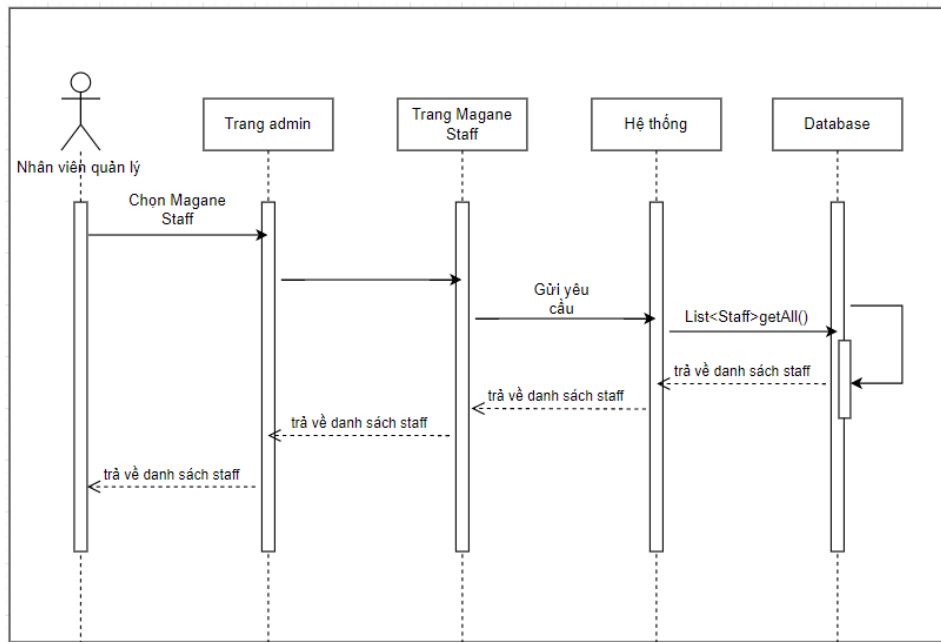 Nhân viên quản lý
Trang admin
Trang Magane
Staff
Hệ thống
Database
Chọn Magane
Staff
Gửi yêu
cầu
List<Staff>getAll()
trả về danh sách staff
trả về danh sách staff
trả về danh sách staff
trả về danh sách staff